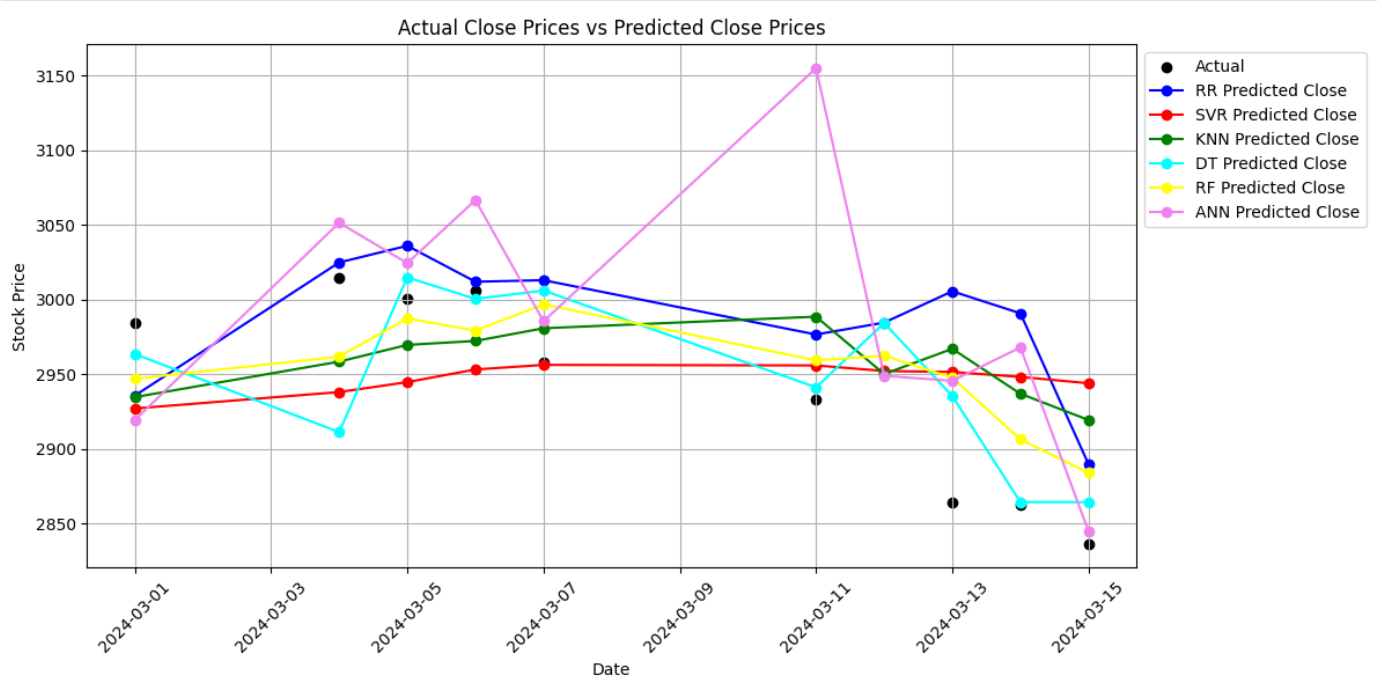 Actual Close Prices vs Predicted Close Prices
Stock Price
3150
3100
3050
3000
2950
2900
2850
2024-03-01
2024-03-03
2024-03-05
2024-03-07
2024-03-09
2024-03-11
2024-03-13
2024-03-15
Date
Actual
RR Predicted Close
SVR Predicted Close
KNN Predicted Close
DT Predicted Close
RF Predicted Close
ANN Predicted Close